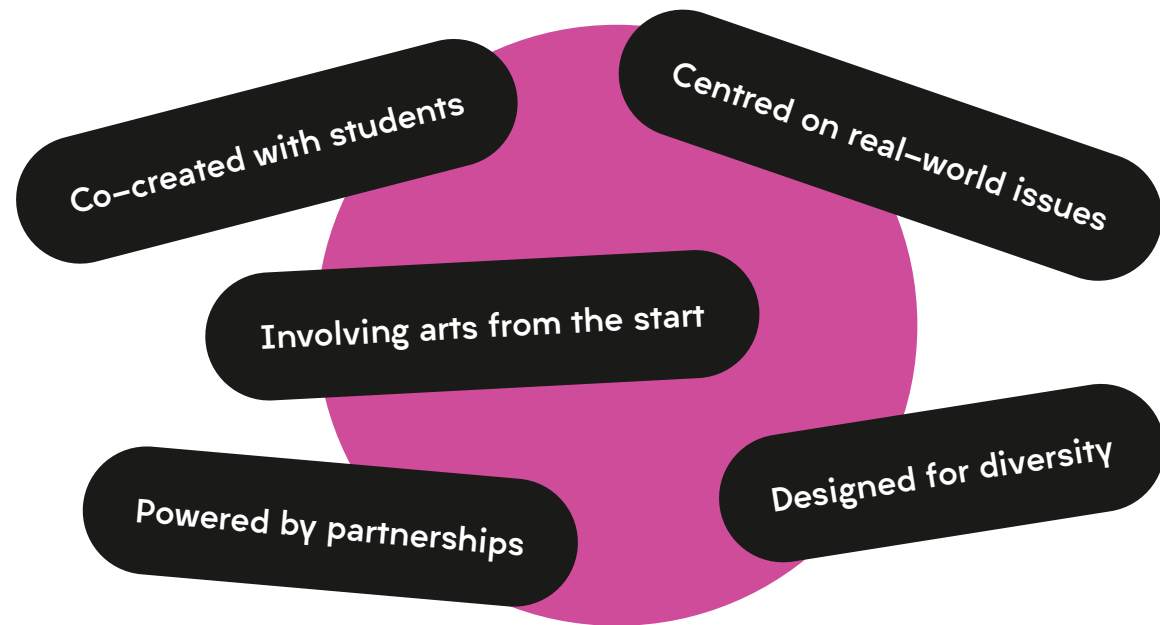 Co-created with students
Centred on real-world issues
Involving arts from the start
Powered by partnerships
Designed for diversity